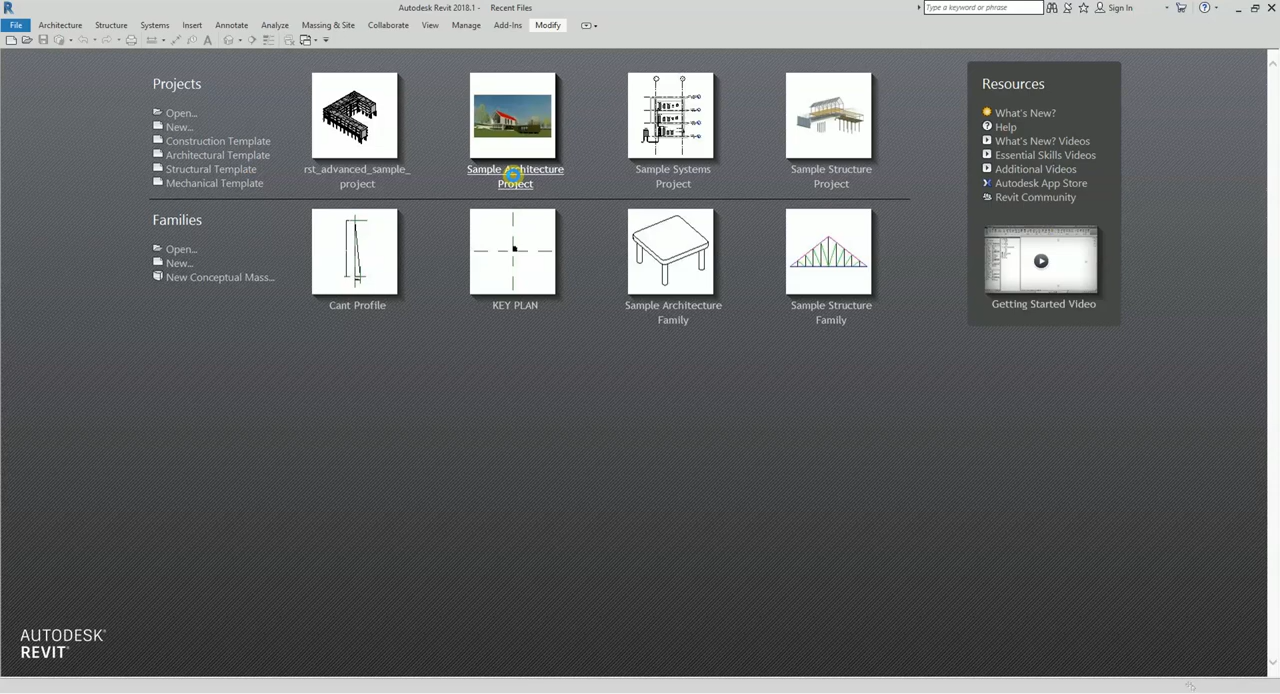 Autodesk Revit 2018.1 - Recent Files
Type a keyword or phrase
Sign In
File Architecture Structure Systems Insert Annotate Analyze Massing & Site Collaborate View Manage Add-Ins Modify
Projects
Open...
New...
Construction Template
Architectural Template
Structural Template
Mechanical Template
rst_advanced_sample_
project
Sample Architecture
Project
Sample Systems
Project
Sample Structure
Project
Families
Open...
New...
New Conceptual Mass...
Cant Profile
KEY PLAN
Sample Architecture
Family
Sample Structure
Family
Resources
What's New?
Help
What's New? Videos
Essential Skills Videos
Additional Videos
Autodesk App Store
Revit Community
Getting Started Video
AUTODESK®
REVIT®